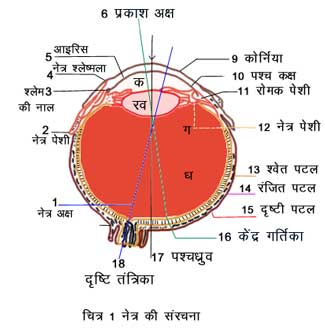 6 प्रकाश अक्ष
आइरिस
5
नेत्र श्लेष्मला
4
9 कोर्निया
10 पश्च कक्ष
11 रोमक पेशी
श्लेम3
की नाल
क
रव
ग
2
नेत्र पेशी
12 नेत्र पेशी
ध
13 श्वेत पटल
14 रंजित पटल
1
नेत्र अक्ष
15 दृष्टी पटल
16 केंद्र गर्तिका
17 पश्चध्रुव
18
दृष्टि तंत्रिका
चित्र 1 नेत्र की संरचना